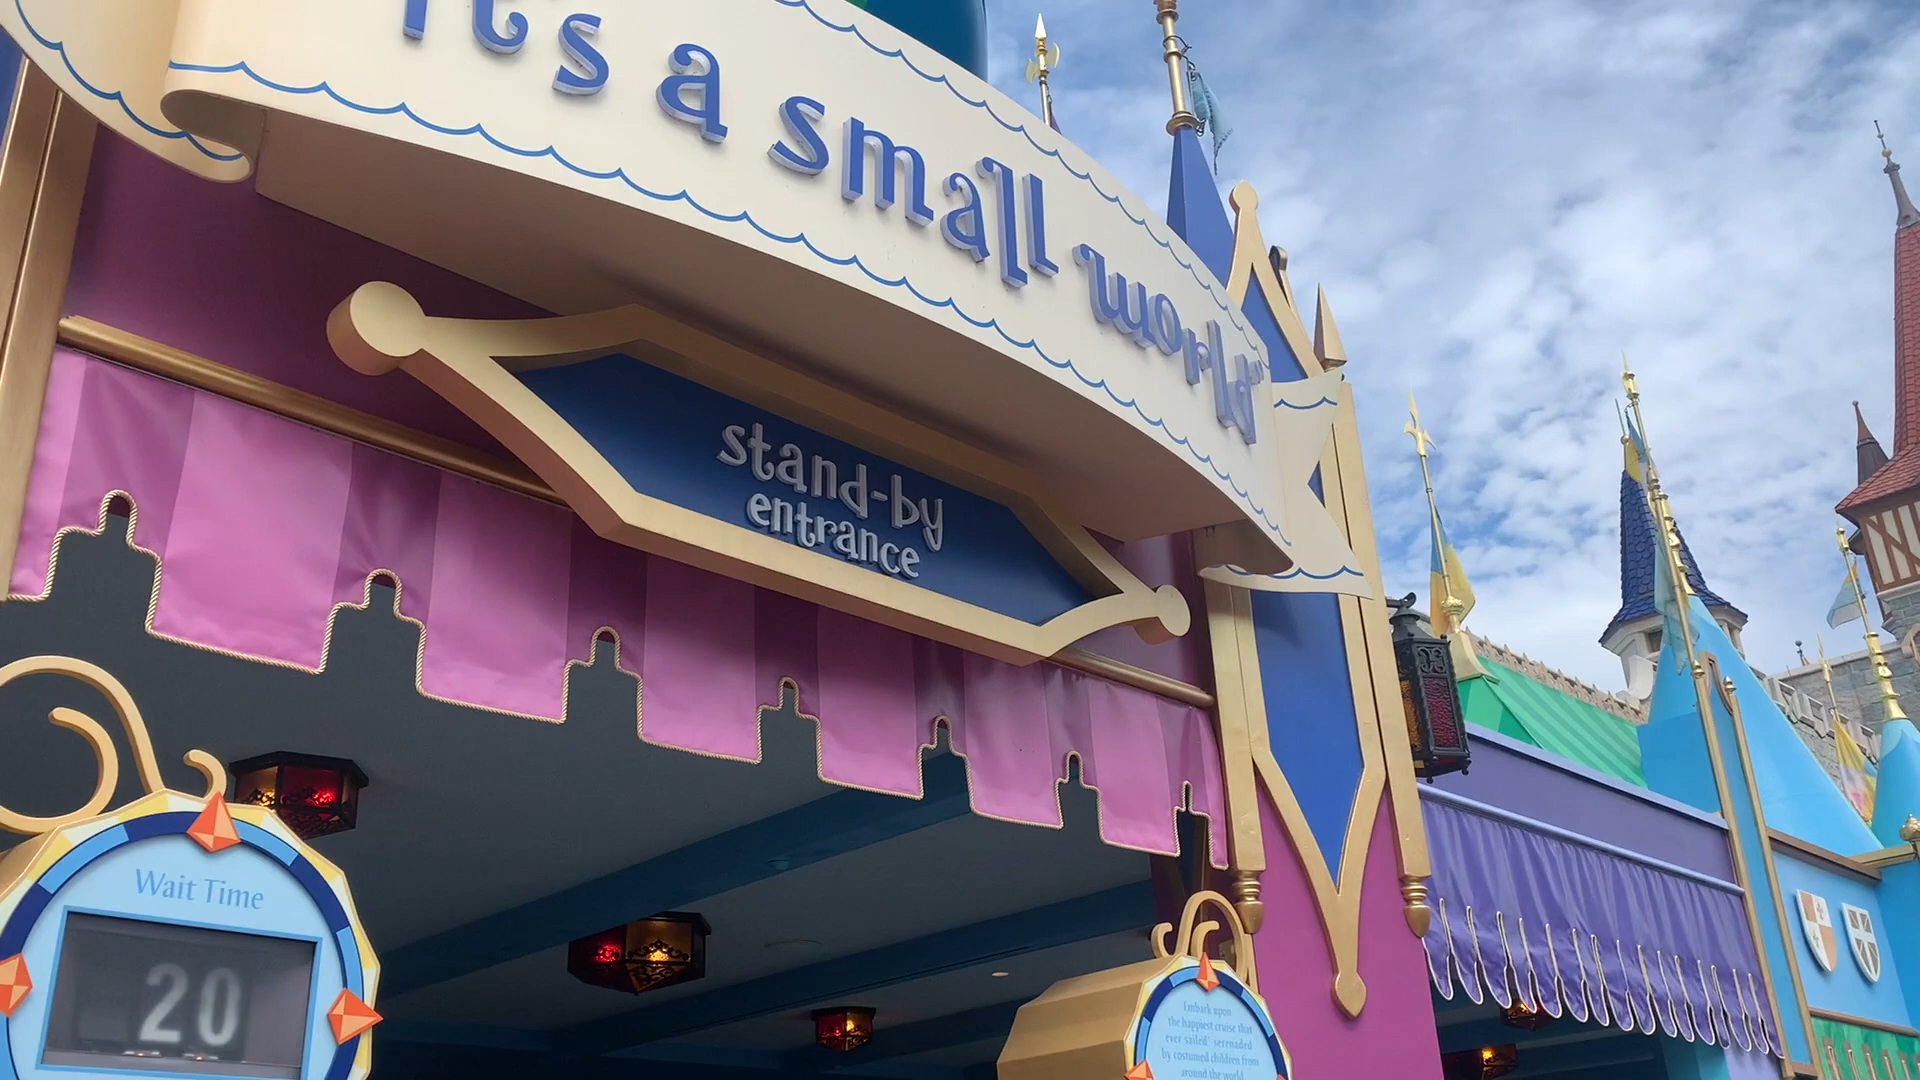 it's a small world
stand-by
entrance
Wait Time
20
Embark upon
the happiest cruise that
ever sailed" serenaded
by costumed children from
around the world